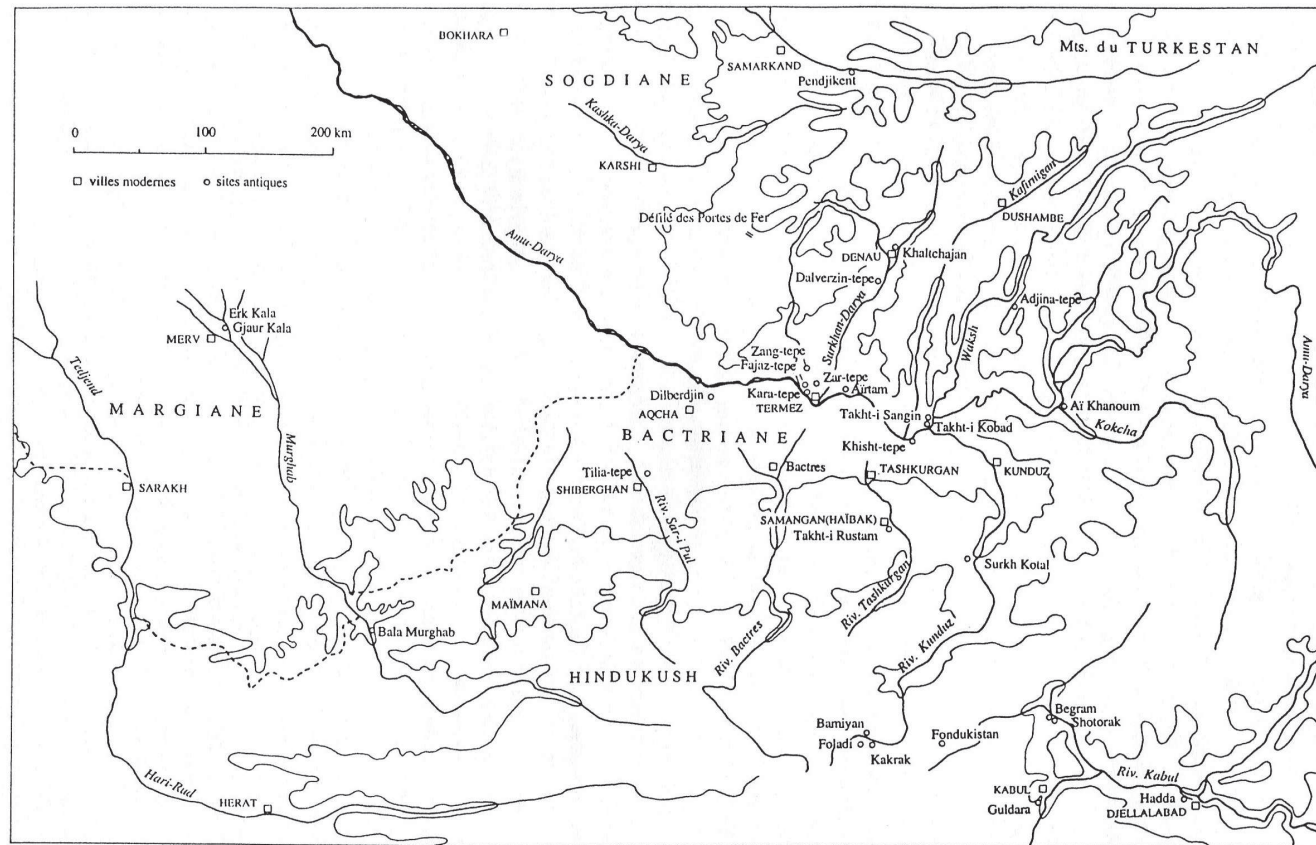 BOKHARA
Mts. du TURKESTAN
SAMARKAND
SOGDIANE
Pendjikent
Kashka-Darya
0 100 200 km
KARSHI
villes modernes
sites antiques
Kafirnigan
DUSHAMBE
Défilé des Portes de Fer
Amu-Darya
DENAU
Khaltchajan
Dalverzin-tepe
Surkhan-Darya
Adjina-tepe
Waksh
Erk Kala
Gjaur Kala
MERV
Tedjend
Amu-Darya
Zang-tepe
Fajaz-tepe
Zar-tepe
Kara-tepe
Aïrtam
TERMEZ
Dilberdjin
AQCHA
MARGIANE
Murghab
Takht-i Sangin
Takht-i Kobad
Aï Khanoum
Kokcha
BACTRIANE
Khisht-tepe
Bactres
TASHKURGAN
KUNDUZ
Tilia-tepe
SHIBERGHAN
SARAKH
Riv. Sar-i Pul
SAMANGAN(HAÏBAK)
Takht-i Rustam
Surkh Kotal
MAÏMANA
Riv. Tashkurgan
Bala Murghab
Riv. Bactres
Riv. Kunduz
HINDUKUSH
Begram
Shotorak
Bamiyan
Foladi
Kakrak
Fondukistan
Hari-Rud
HERAT
Riv. Kabul
KABUL
Guldara
Hadda
DJELLALABAD